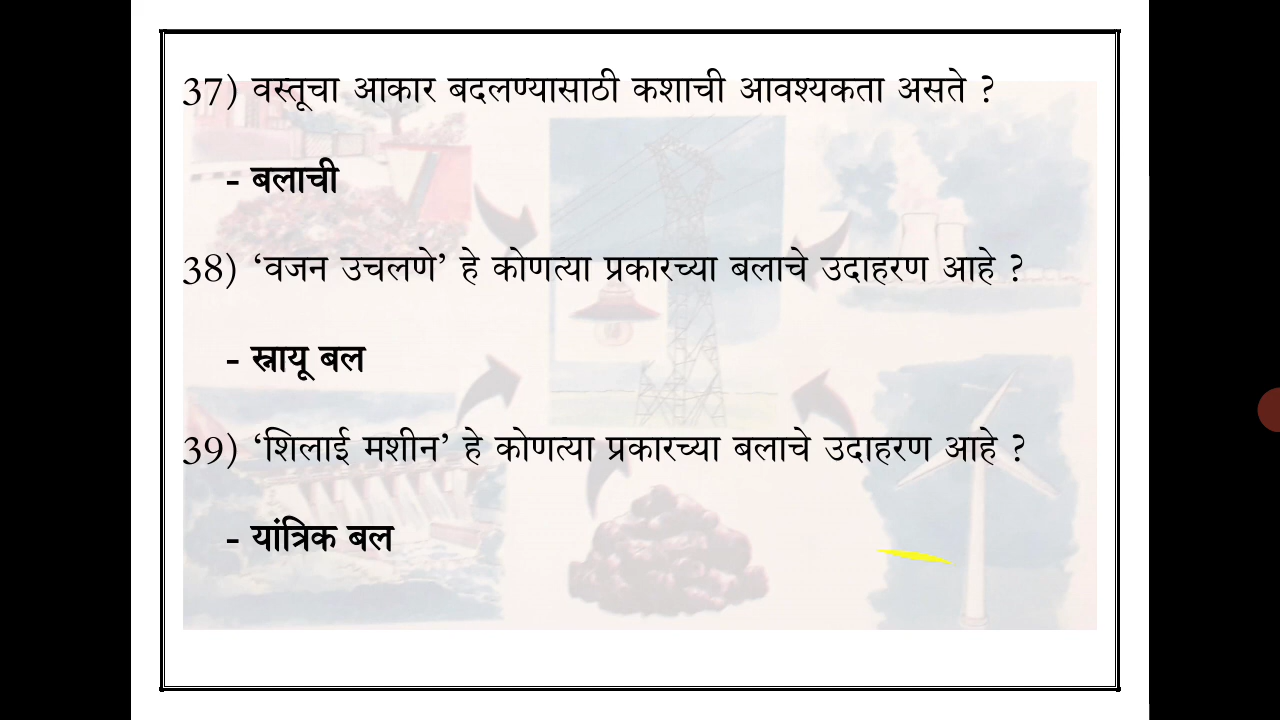 37) वस्तूचा आकार बदलण्यासाठी कशाची आवश्यकता असते ?
- बलाची
38) ‘वजन उचलणे’ हे कोणत्या प्रकारच्या बलाचे उदाहरण आहे ?
- स्नायू बल
39) ‘शिलाई मशीन’ हे कोणत्या प्रकारच्या बलाचे उदाहरण आहे ?
- यांत्रिक बल